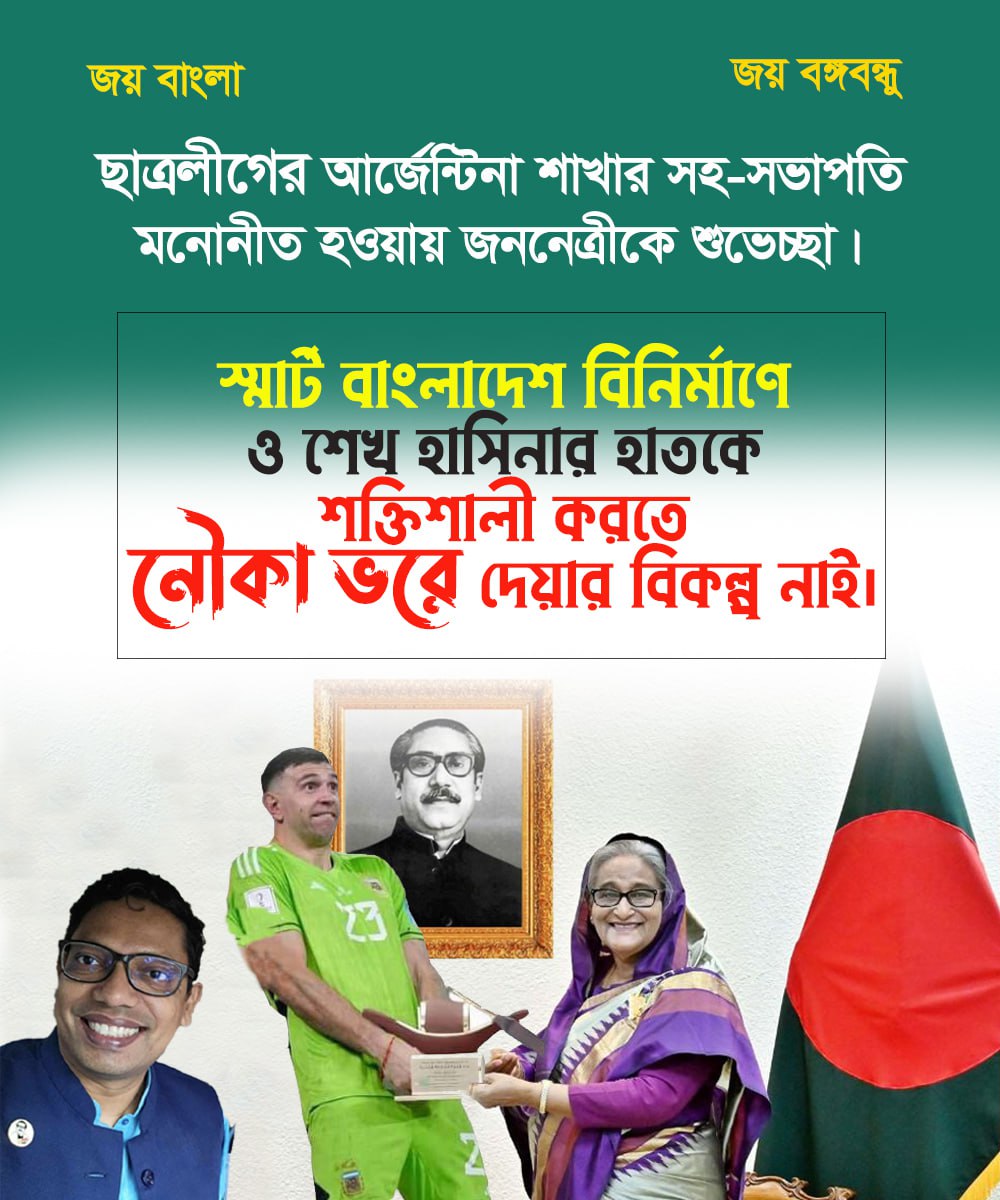 জয় বাংলা
জয় বঙ্গবন্ধু
ছাত্রলীগের আর্জেন্টিনা শাখার সহ-সভাপতি
মনোনীত হওয়ায় জননেত্রীকে শুভেচ্ছা।
স্মার্ট বাংলাদেশ বিনির্মাণে
ও শেখ হাসিনার হাতকে
শক্তিশালী করতে
নৌকা ভরে দেয়ার বিকল্প নাই।
23